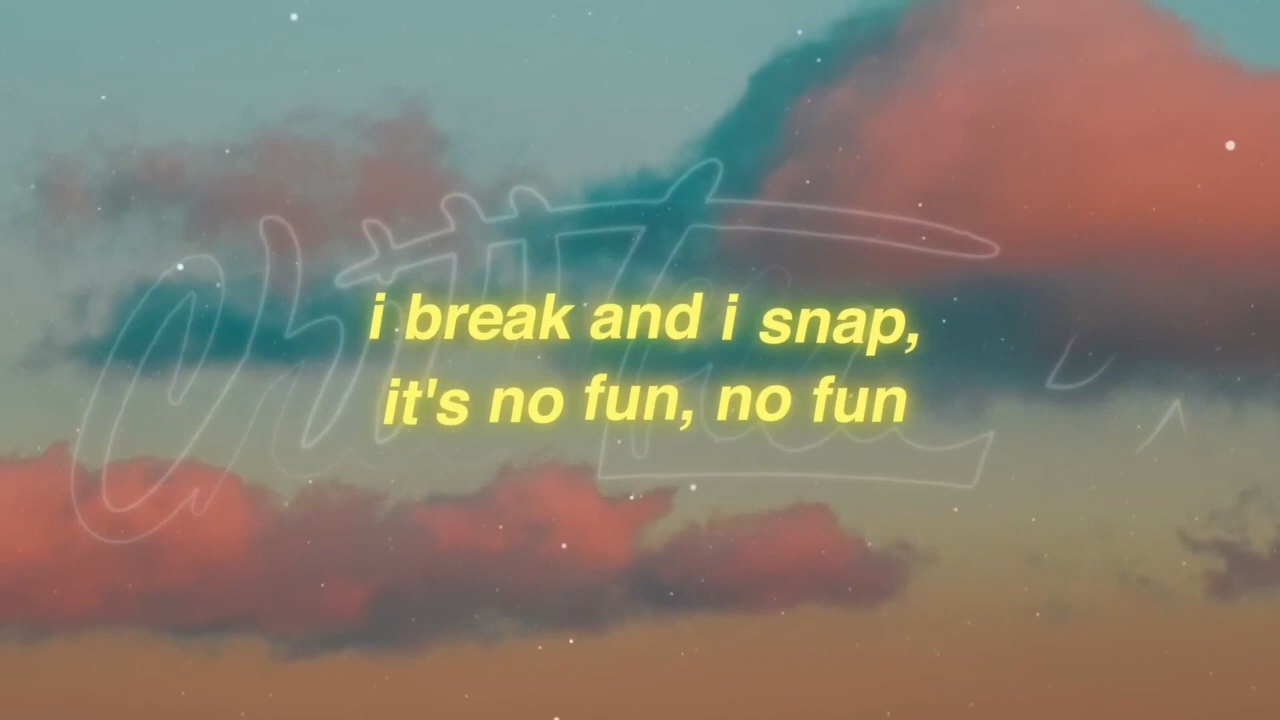 i break and i snap,
it's no fun, no fun